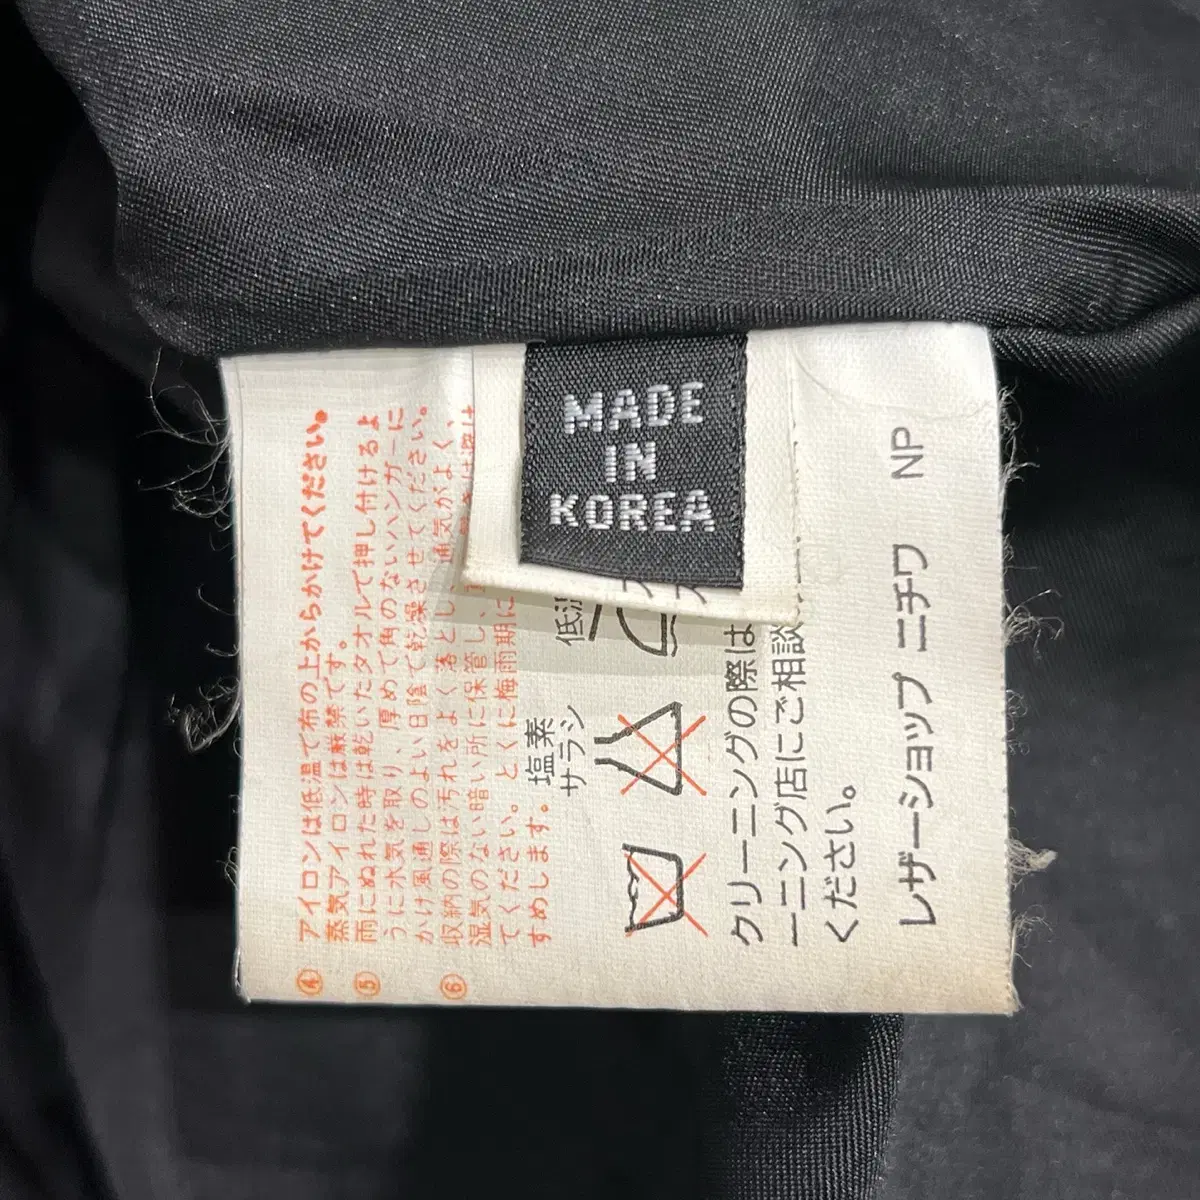 MADE
IN
KOREA
④ アイロンは低温で布の上からかけてください。
蒸気アイロンは厳禁です。
⑤ 雨にぬれた時は乾いたタオルで押し付けるよ
うに水気を取り、厚めで角のないハンガーに
かけ風通しのよい日陰で乾燥させてください。
⑥ 収納の際は汚れをよく落とし、通気がよく、
湿気のない暗い所に保管し、
てください。とくに梅雨期に
すめします。
塩素
サラシ
低温
クリーニングの際は
ーニング店にご相談
ください。
レザーショップ ニチワ NP